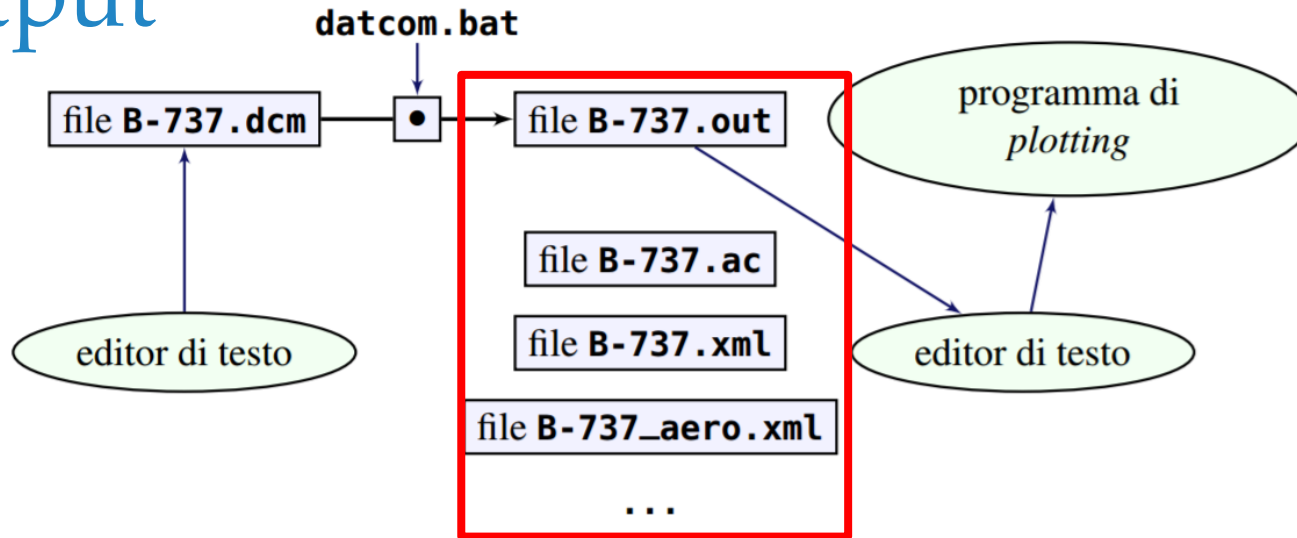 datcom.bat
file B-737.dcm
•
file B-737.out
programma di
plotting
file B-737.ac
editor di testo
file B-737.xml
editor di testo
file B-737_aero.xml
...